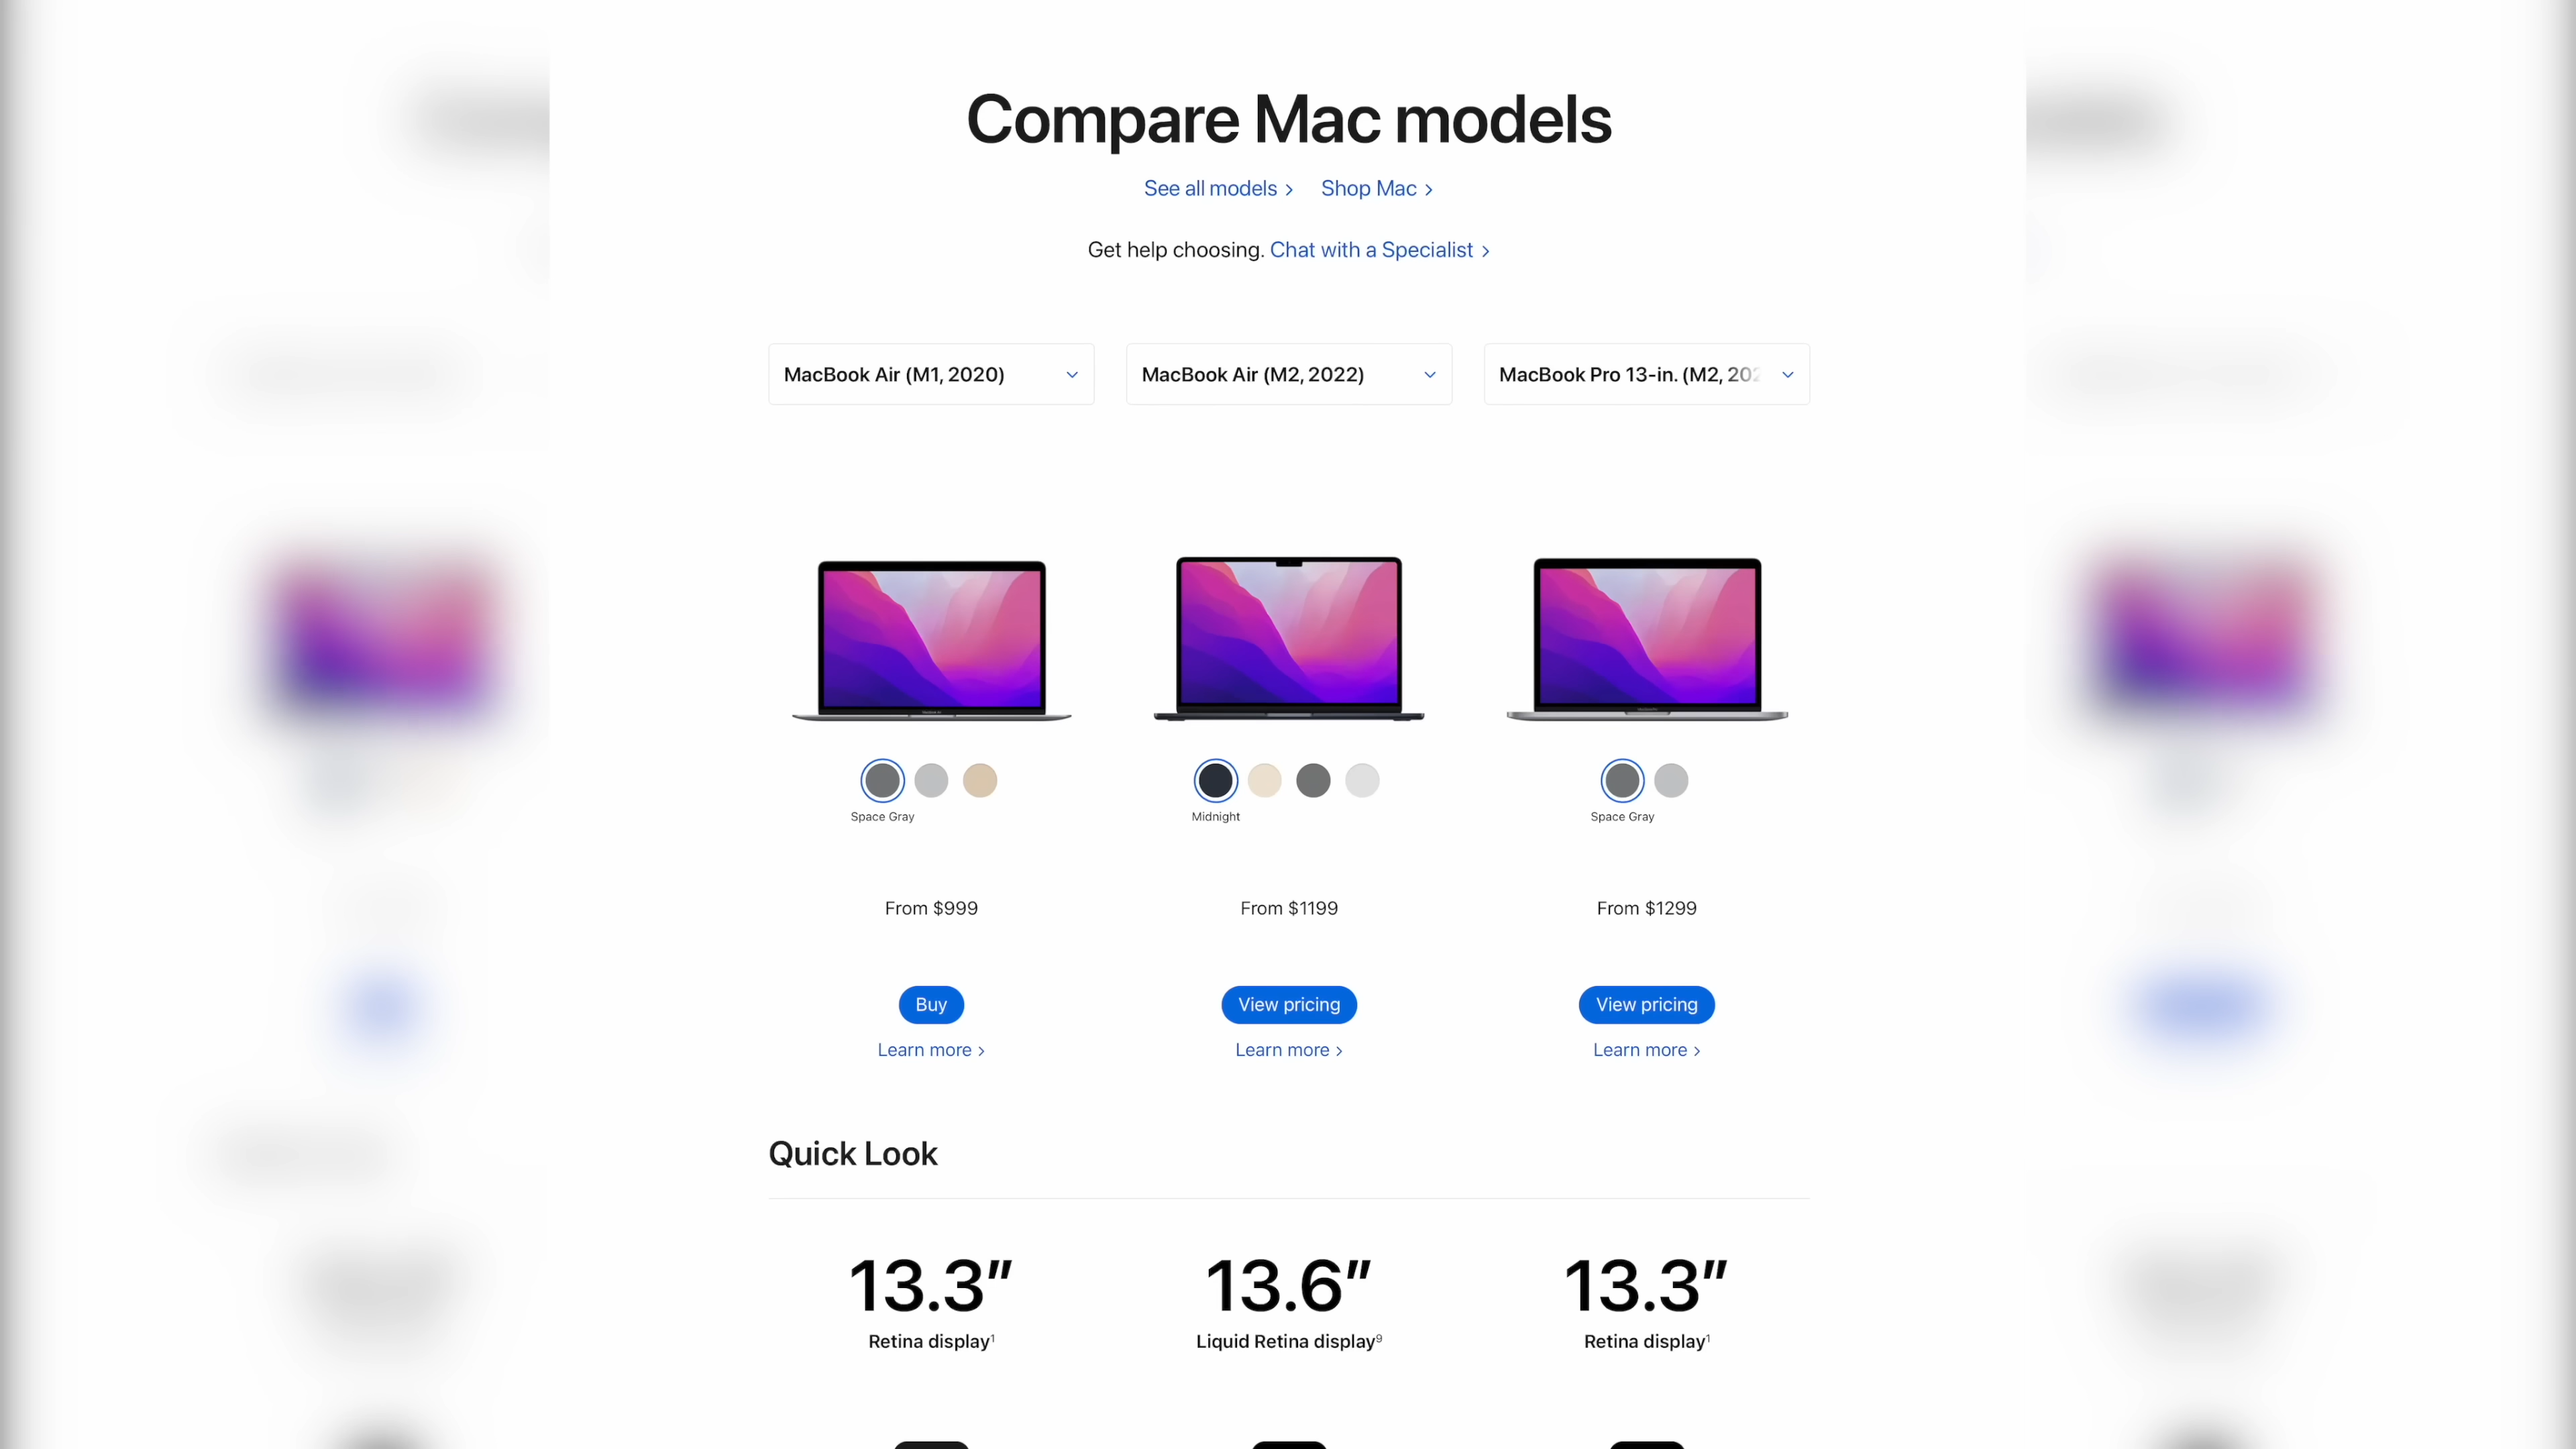 Compare Mac models
See all models > Shop Mac >
Get help choosing. Chat with a Specialist >
MacBook Air (M1, 2020) MacBook Air (M2, 2022) MacBook Pro 13-in. (M2, 202
Space Gray Midnight Space Gray
From $999 From $1199 From $1299
Buy View pricing View pricing
Learn more > Learn more > Learn more >
Quick Look
13.3″ 13.6″ 13.3″
Retina display¹ Liquid Retina display⁹ Retina display¹